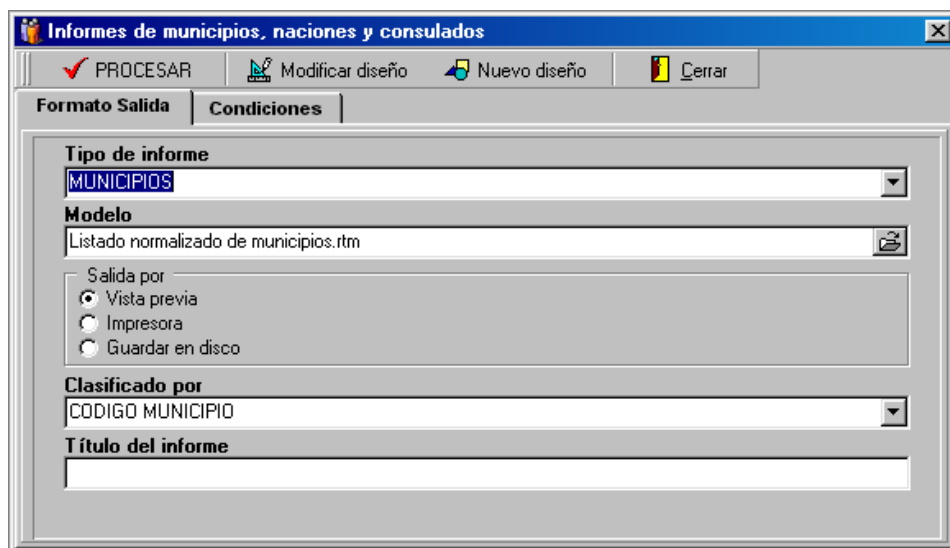 Informes de municipios, naciones y consulados
PROCESAR Modificar diseño Nuevo diseño Cerrar
Formato Salida Condiciones
Tipo de informe
MUNICIPIOS
Modelo
Listado normalizado de municipios.rtm
Salida por
Vista previa
Impresora
Guardar en disco
Clasificado por
CODIGO MUNICIPIO
Título del informe